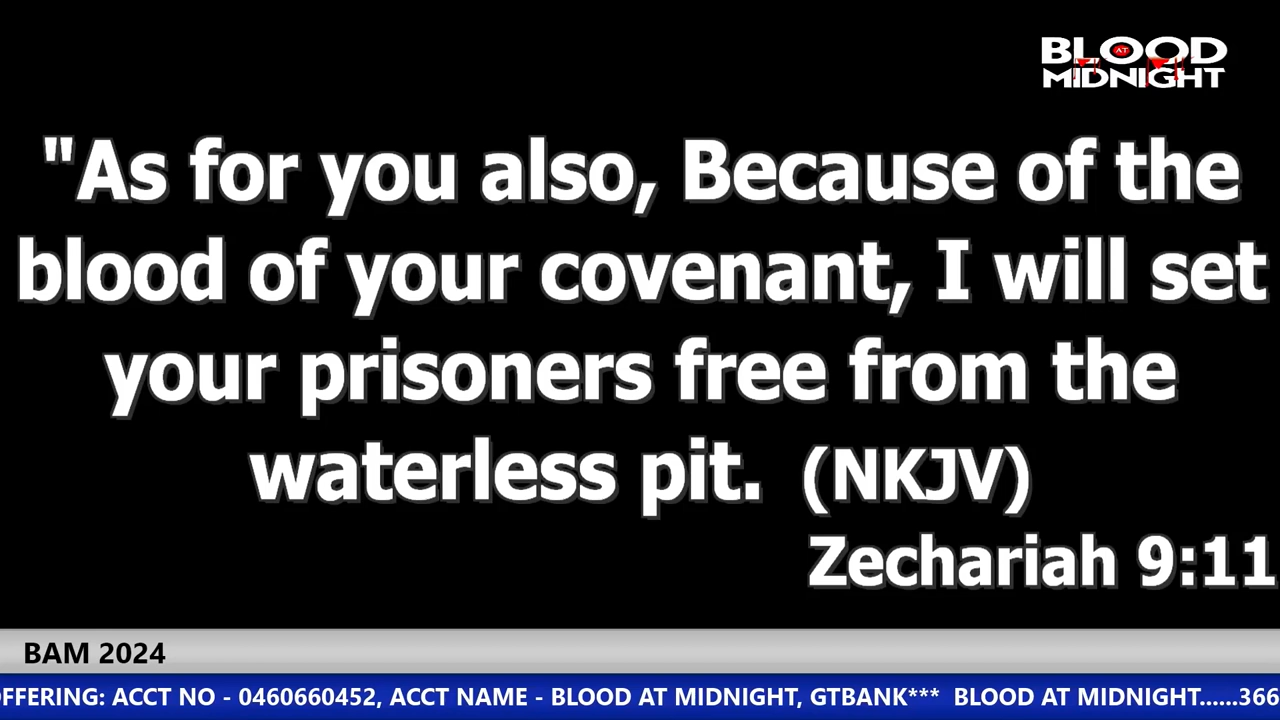 BLOOD
AT
MIDNIGHT
"As for you also, Because of the
blood of your covenant, I will set
your prisoners free from the
waterless pit. (NKJV)
Zechariah 9:11
BAM 2024
OFFERING: ACCT NO - 0460660452, ACCT NAME - BLOOD AT MIDNIGHT, GTBANK*** BLOOD AT MIDNIGHT......366